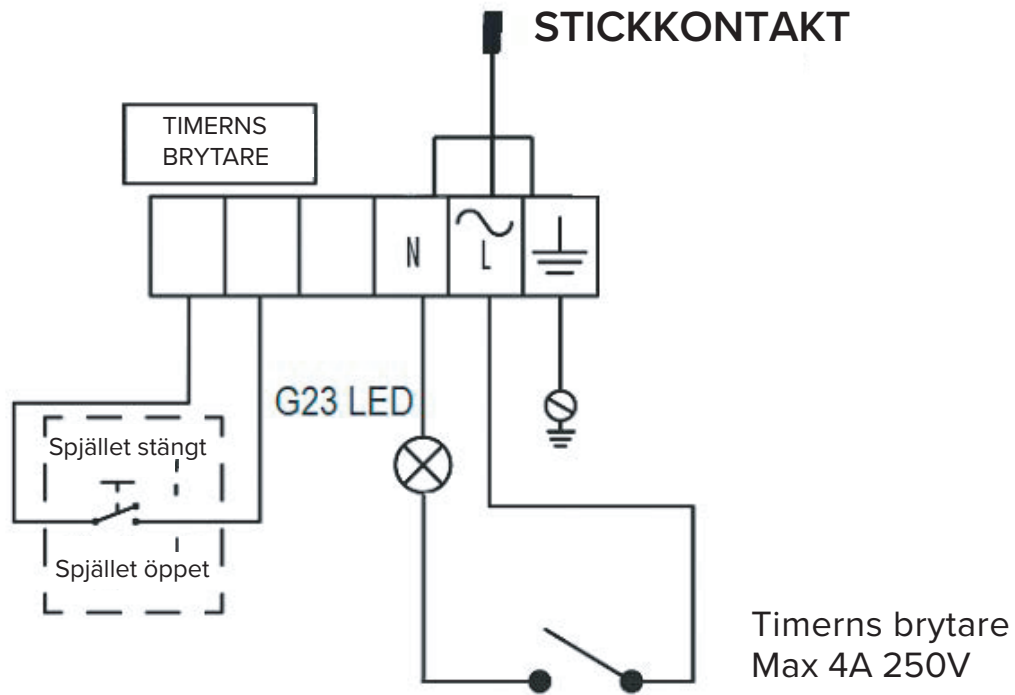 STICKKONTAKT
TIMERNS
BRYTARE
N
L
G23 LED
Spjället stängt
Spjället öppet
Timerns brytare
Max 4A 250V